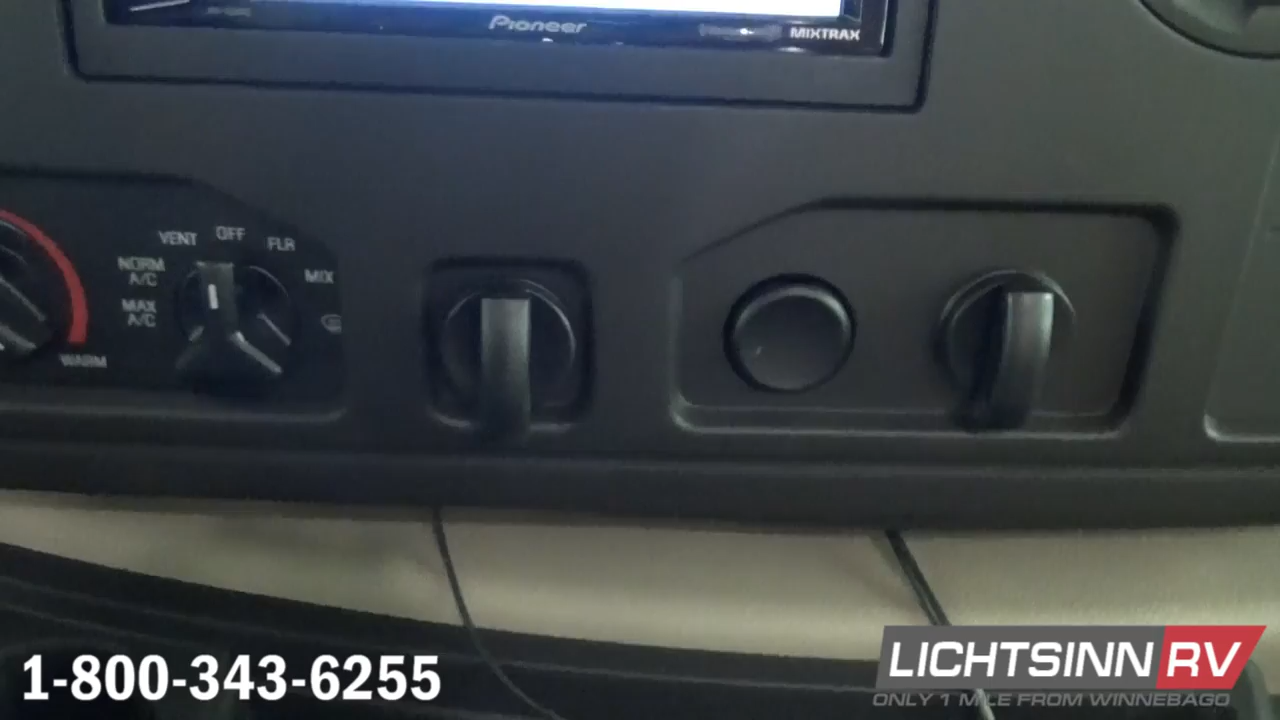 Pioneer
MIXTRAX
VENT OFF FLR
NORM A/C
MIX
MAX A/C
WARM
1-800-343-6255
LICHTSINN RV
ONLY 1 MILE FROM WINNEBAGO